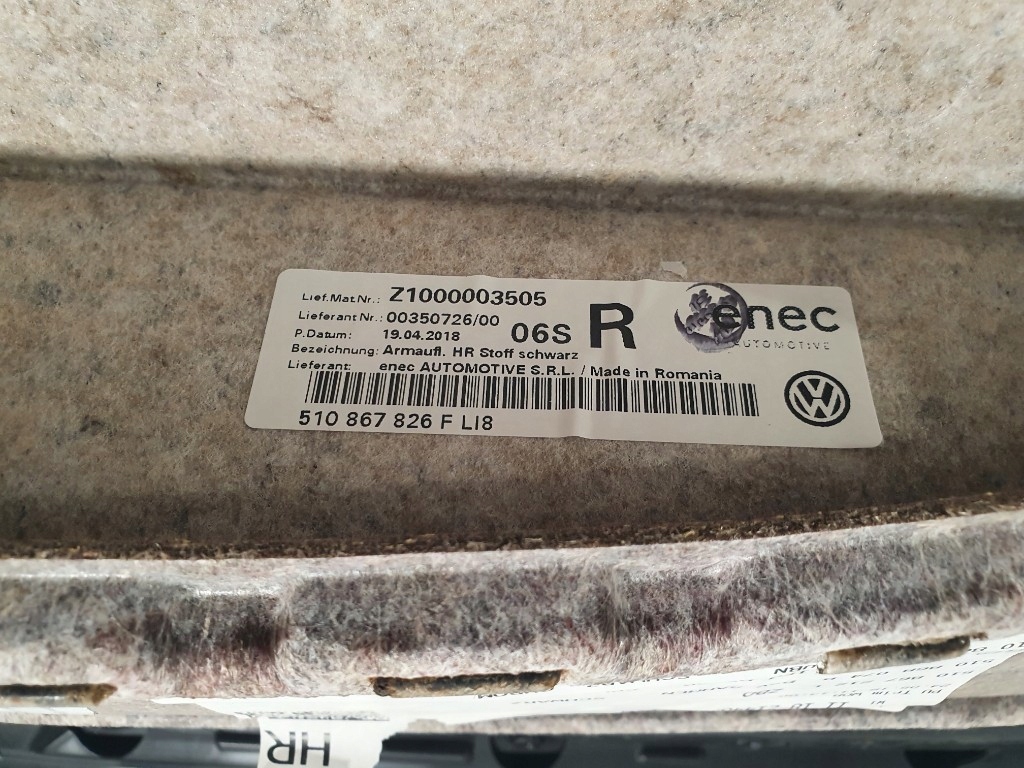 Lief.Mat.Nr.: Z1000003505
Lieferant Nr.: 00350726/00
P.Datum: 19.04.2018 06S R
Bezeichnung: Armaufl. HR Stoff schwarz
Lieferant: enec AUTOMOTIVE S.R.L. / Made in Romania
510 867 826 F LI8
enec
AUTOMOTIVE
HR